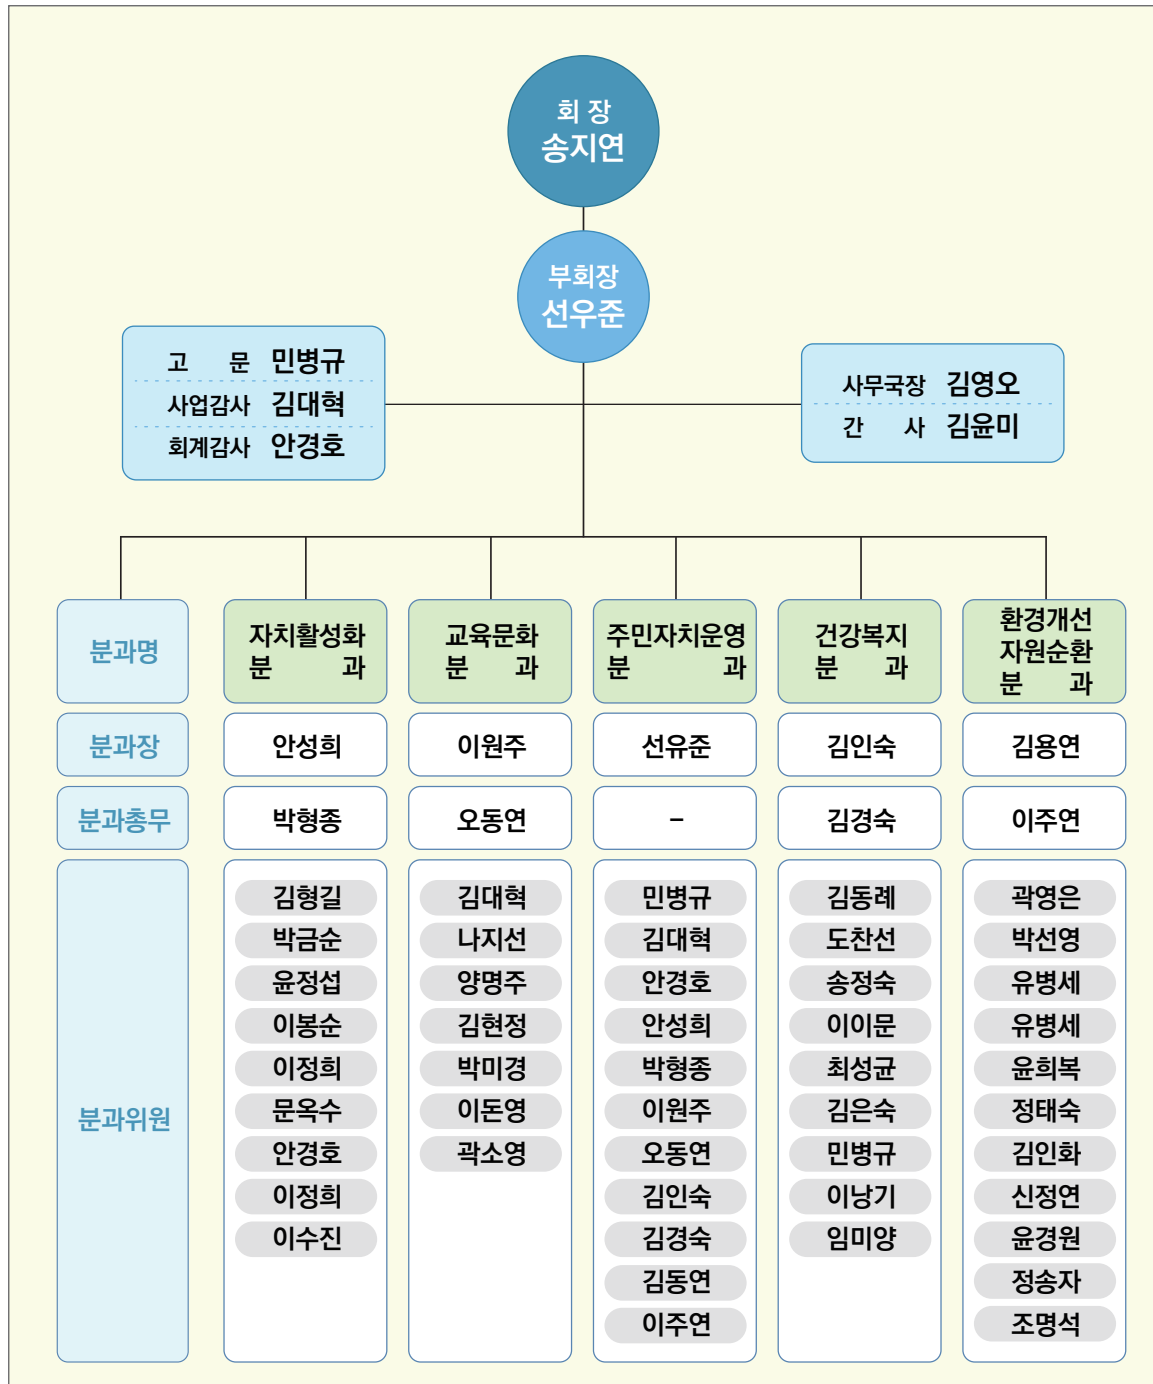 회 장
송지연
부회장
선우준
고 문 민병규
사업감사 김대혁
회계감사 안경호
사무국장 김영오
간 사 김윤미
분과명
자치활성화
분 과
교육문화
분 과
주민자치운영
분 과
건강복지
분 과
환경개선
자원순환
분 과
분과장
안성희
이원주
선유준
김인숙
김용연
분과총무
박형종
오동연
–
김경숙
이주연
분과위원
김형길
박금순
윤정섭
이봉순
이정희
문옥수
안경호
이정희
이수진
김대혁
나지선
양명주
김현정
박미경
이돈영
곽소영
민병규
김대혁
안경호
안성희
박형종
이원주
오동연
김인숙
김경숙
김동연
이주연
김동례
도찬선
송정숙
이이문
최성균
김은숙
민병규
이낭기
임미양
곽영은
박선영
유병세
유병세
윤희복
정태숙
김인화
신정연
윤경원
정송자
조명석